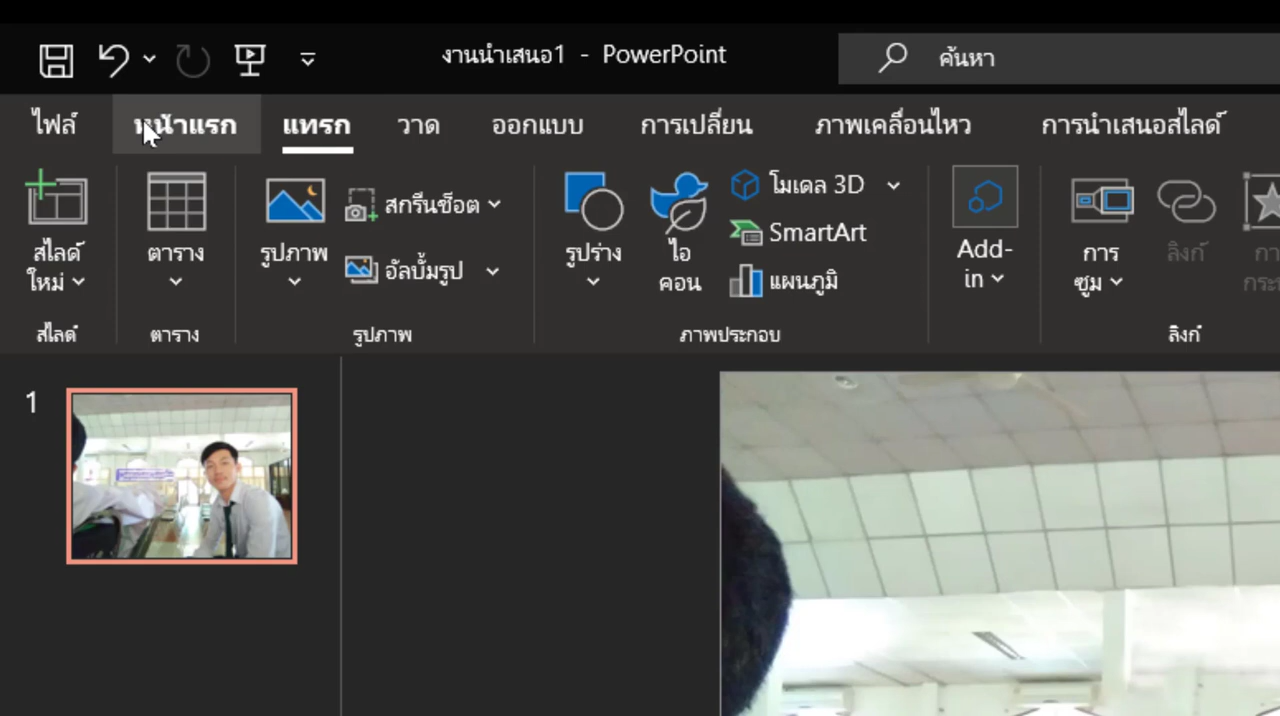 งานนำเสนอ1 - PowerPoint
ค้นหา
ไฟล์ หน้าแรก แทรก วาด ออกแบบ การเปลี่ยน ภาพเคลื่อนไหว การนำเสนอสไลด์
สไลด์
ใหม่
ตาราง
รูปภาพ
สกรีนช็อต
อัลบั้มรูป
รูปร่าง
ไอ
คอน
โมเดล 3D
SmartArt
แผนภูมิ
Add-
in
การ
ซูม
ลิงก์
สไลด์ ตาราง รูปภาพ ภาพประกอบ ลิงก์
1